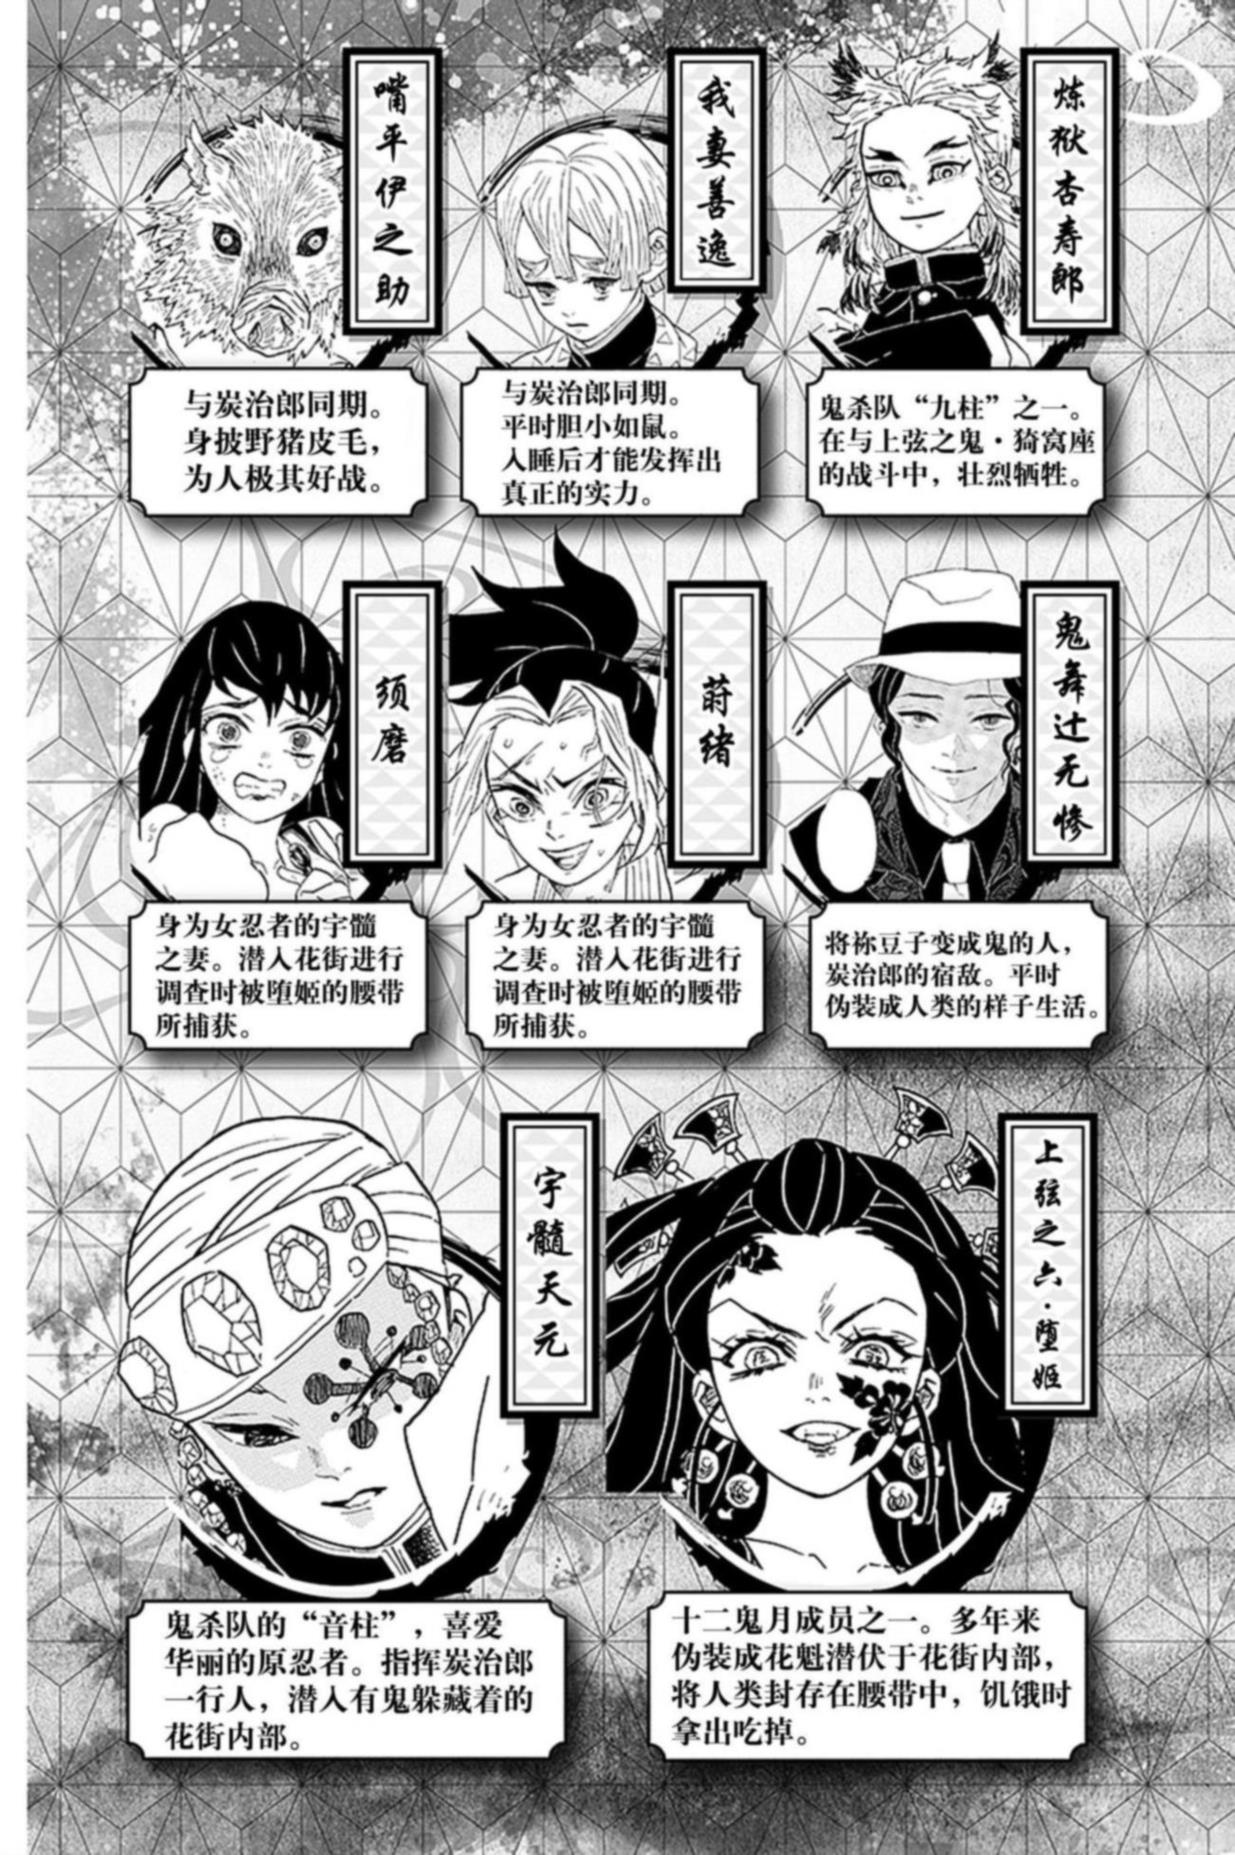 炼狱杏寿郎
鬼杀队“九柱”之一。
在与上弦之鬼·猗窝座
的战斗中，壮烈牺牲。
我妻善逸
与炭治郎同期。
平时胆小如鼠。
入睡后才能发挥出
真正的实力。
嘴平伊之助
与炭治郎同期。
身披野猪皮毛，
为人极其好战。
鬼舞辻无惨
将祢豆子变成鬼的人，
炭治郎的宿敌。平时
伪装成人类的样子生活。
莳绪
身为女忍者的宇髓
之妻。潜入花街进行
调查时被堕姬的腰带
所捕获。
须磨
身为女忍者的宇髓
之妻。潜入花街进行
调查时被堕姬的腰带
所捕获。
上弦之六·堕姬
十二鬼月成员之一。多年来
伪装成花魁潜伏于花街内部，
将人类封存在腰带中，饥饿时
拿出吃掉。
宇髓天元
鬼杀队的“音柱”，喜爱
华丽的原忍者。指挥炭治郎
一行人，潜入有鬼躲藏着的
花街内部。